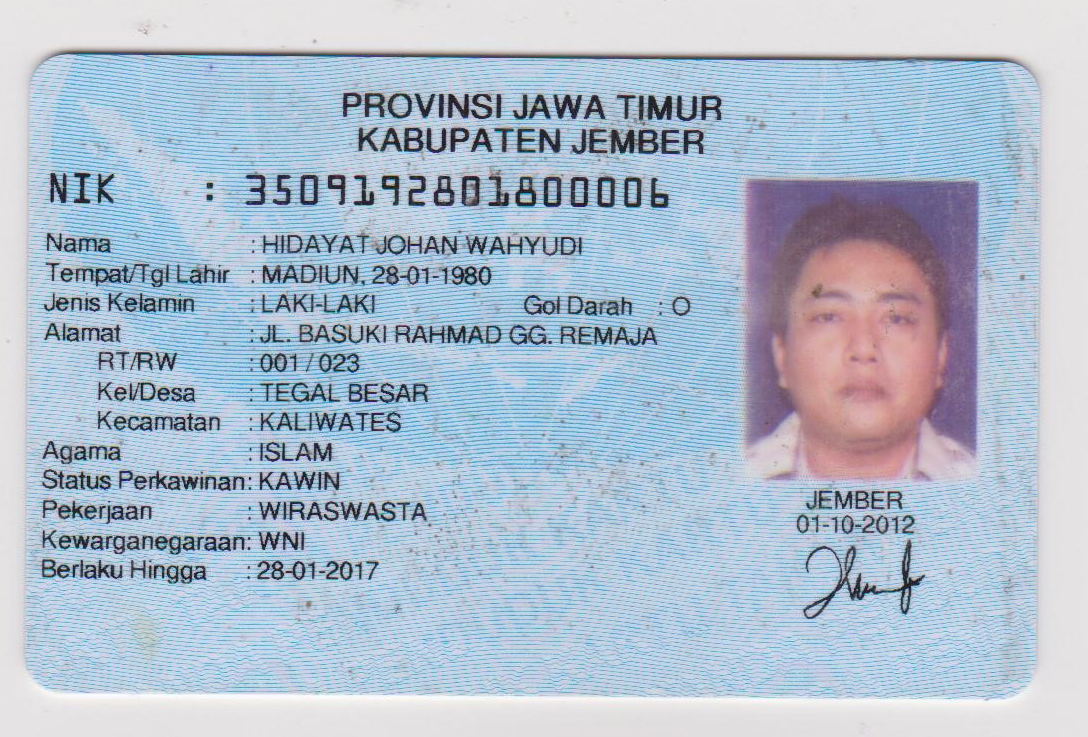 PROVINSI JAWA TIMUR
KABUPATEN JEMBER
NIK : 3509192801800006
Nama : HIDAYAT JOHAN WAHYUDI
Tempat/Tgl Lahir : MADIUN, 28-01-1980
Jenis Kelamin : LAKI-LAKI Gol Darah : O
Alamat : JL. BASUKI RAHMAD GG. REMAJA
RT/RW : 001 / 023
Kel/Desa : TEGAL BESAR
Kecamatan : KALIWATES
Agama : ISLAM
Status Perkawinan: KAWIN
Pekerjaan : WIRASWASTA
Kewarganegaraan: WNI
Berlaku Hingga : 28-01-2017
JEMBER
01-10-2012